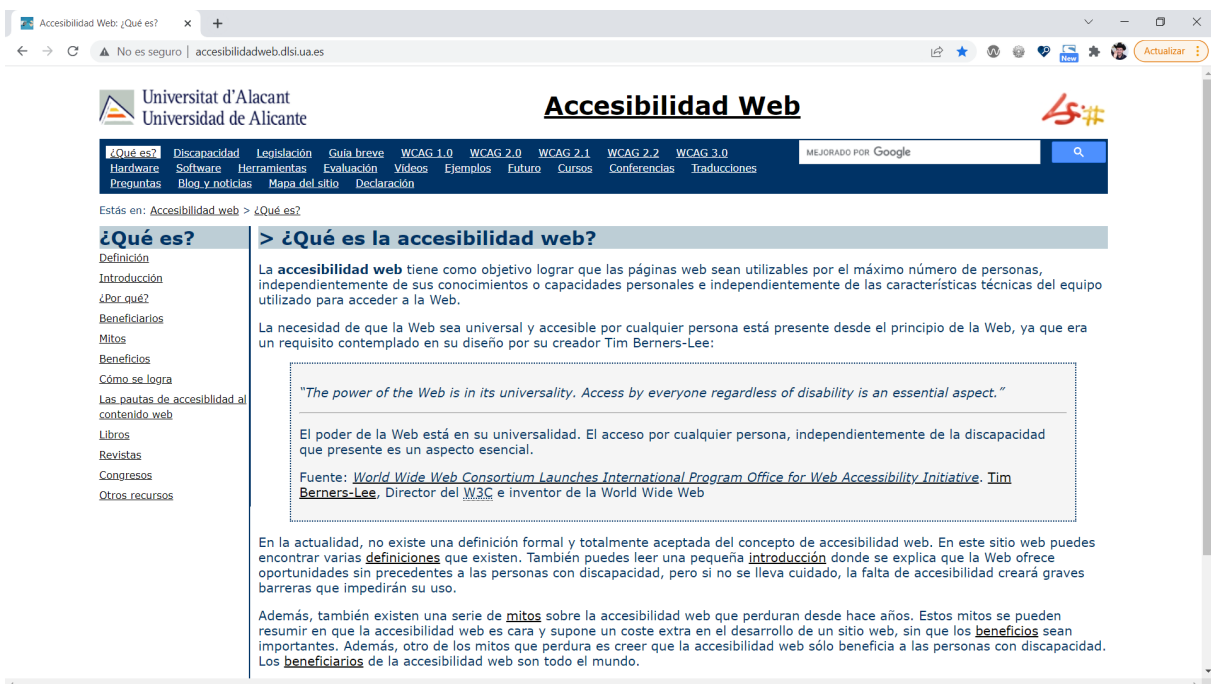 Accesibilidad Web: ¿Qué es?
No es seguro | accesibilidadweb.dlsi.ua.es
New
Actualizar
Universitat d'Alacant
Universidad de Alicante
Accesibilidad Web
¿Qué es? Discapacidad Legislación Guía breve WCAG 1.0 WCAG 2.0 WCAG 2.1 WCAG 2.2 WCAG 3.0
MEJORADO POR Google
Hardware Software Herramientas Evaluación Vídeos Ejemplos Futuro Cursos Conferencias Traducciones
Preguntas Blog y noticias Mapa del sitio Declaración
Estás en: Accesibilidad web > ¿Qué es?
¿Qué es?
Definición
Introducción
¿Por qué?
Beneficiarios
Mitos
Beneficios
Cómo se logra
Las pautas de accesiblidad al
contenido web
Libros
Revistas
Congresos
Otros recursos
> ¿Qué es la accesibilidad web?
La accesibilidad web tiene como objetivo lograr que las páginas web sean utilizables por el máximo número de personas,
independientemente de sus conocimientos o capacidades personales e independientemente de las características técnicas del equipo
utilizado para acceder a la Web.
La necesidad de que la Web sea universal y accesible por cualquier persona está presente desde el principio de la Web, ya que era
un requisito contemplado en su diseño por su creador Tim Berners-Lee:
“The power of the Web is in its universality. Access by everyone regardless of disability is an essential aspect.”
El poder de la Web está en su universalidad. El acceso por cualquier persona, independientemente de la discapacidad
que presente es un aspecto esencial.
Fuente: World Wide Web Consortium Launches International Program Office for Web Accessibility Initiative. Tim
Berners-Lee, Director del W3C e inventor de la World Wide Web
En la actualidad, no existe una definición formal y totalmente aceptada del concepto de accesibilidad web. En este sitio web puedes
encontrar varias definiciones que existen. También puedes leer una pequeña introducción donde se explica que la Web ofrece
oportunidades sin precedentes a las personas con discapacidad, pero si no se lleva cuidado, la falta de accesibilidad creará graves
barreras que impedirán su uso.
Además, también existen una serie de mitos sobre la accesibilidad web que perduran desde hace años. Estos mitos se pueden
resumir en que la accesibilidad web es cara y supone un coste extra en el desarrollo de un sitio web, sin que los beneficios sean
importantes. Además, otro de los mitos que perdura es creer que la accesibilidad web sólo beneficia a las personas con discapacidad.
Los beneficiarios de la accesibilidad web son todo el mundo.